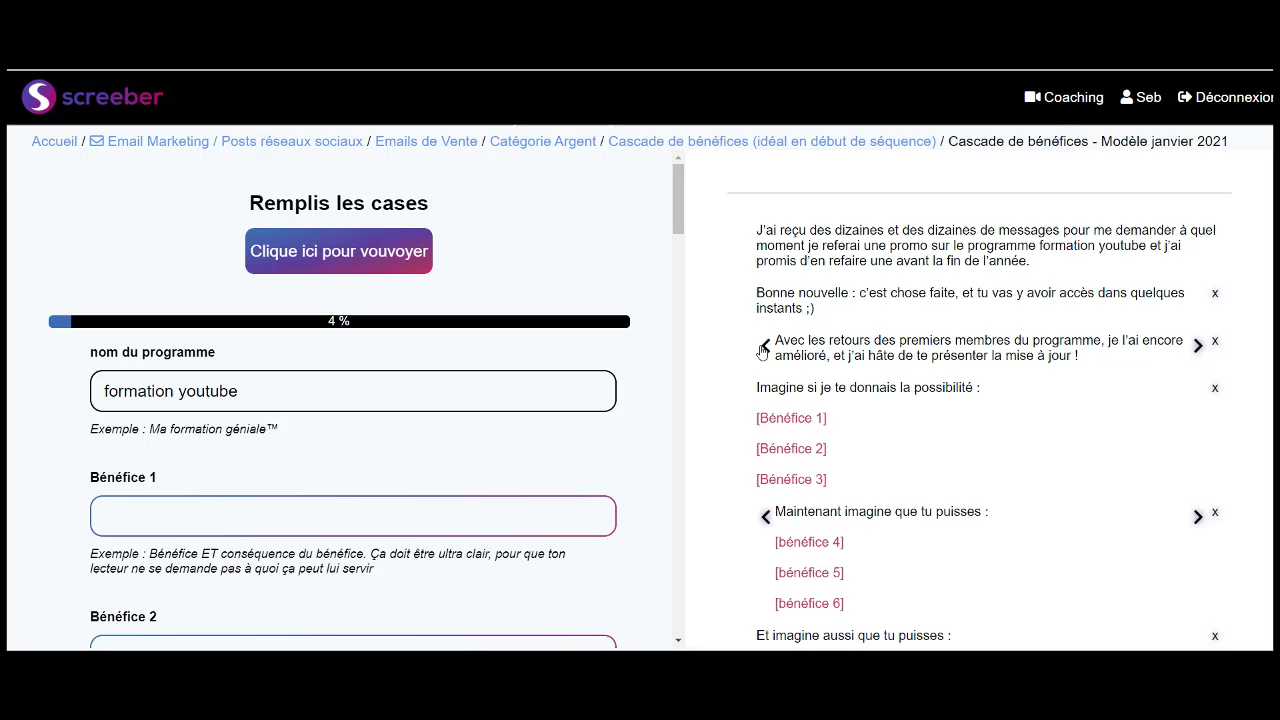 screeber
Coaching Seb Déconnexion
Accueil / Email Marketing / Posts réseaux sociaux / Emails de Vente / Catégorie Argent / Cascade de bénéfices (idéal en début de séquence) / Cascade de bénéfices - Modèle janvier 2021
Remplis les cases
Clique ici pour vouvoyer
4 %
nom du programme
formation youtube
Exemple : Ma formation géniale™
Bénéfice 1
Exemple : Bénéfice ET conséquence du bénéfice. Ça doit être ultra clair, pour que ton
lecteur ne se demande pas à quoi ça peut lui servir
Bénéfice 2
J'ai reçu des dizaines et des dizaines de messages pour me demander à quel
moment je referai une promo sur le programme formation youtube et j'ai
promis d'en refaire une avant la fin de l'année.
Bonne nouvelle : c'est chose faite, et tu vas y avoir accès dans quelques x
instants ;)
Avec les retours des premiers membres du programme, je l'ai encore x
amélioré, et j'ai hâte de te présenter la mise à jour !
Imagine si je te donnais la possibilité : x
[Bénéfice 1]
[Bénéfice 2]
[Bénéfice 3]
Maintenant imagine que tu puisses : x
[bénéfice 4]
[bénéfice 5]
[bénéfice 6]
Et imagine aussi que tu puisses : x